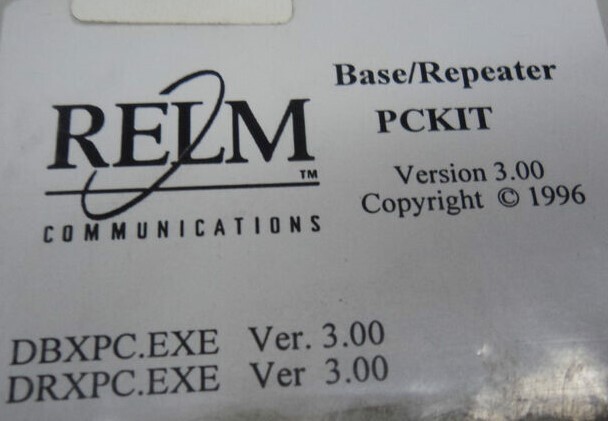 RELM
TM
COMMUNICATIONS
Base/Repeater
PCKIT
Version 3.00
Copyright © 1996
DBXPC.EXE Ver. 3.00
DRXPC.EXE Ver 3.00